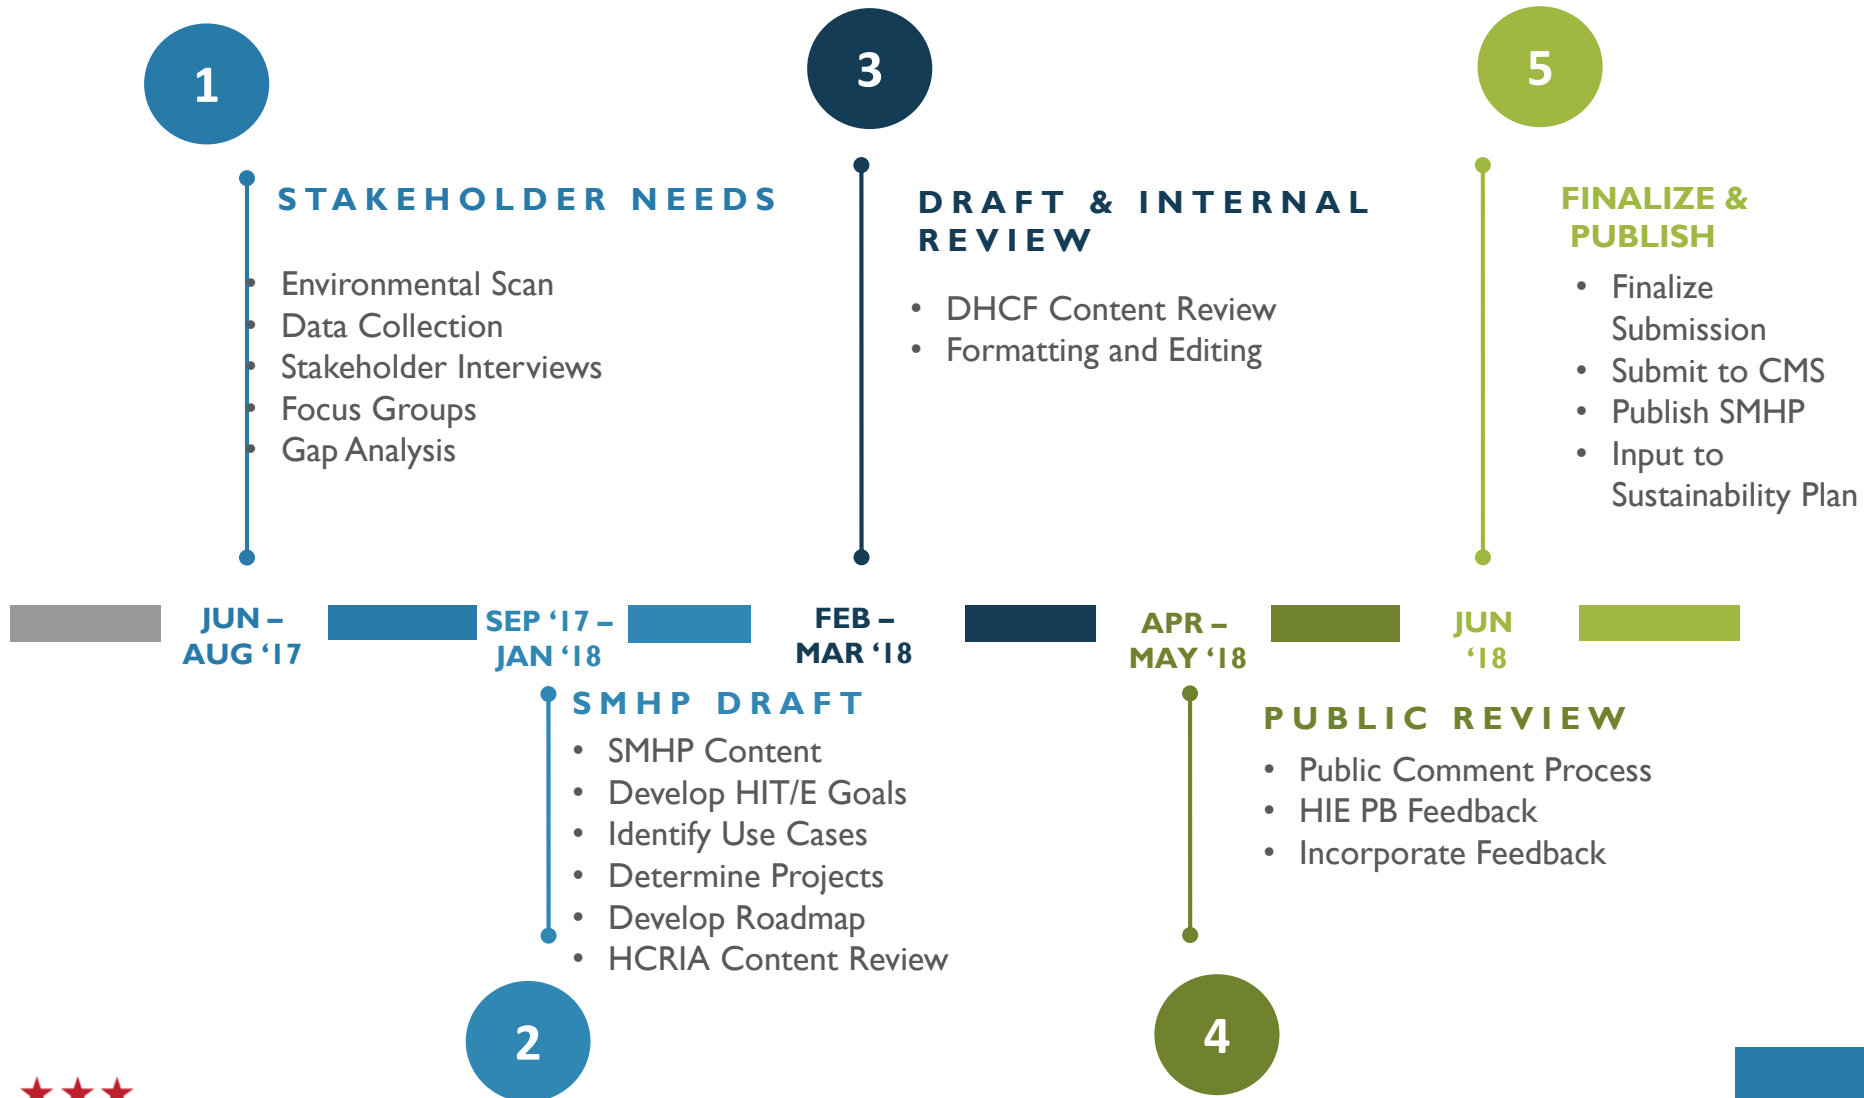 1
STAKEHOLDER NEEDS
• Environmental Scan
• Data Collection
• Stakeholder Interviews
• Focus Groups
• Gap Analysis
3
DRAFT & INTERNAL
REVIEW
• DHCF Content Review
• Formatting and Editing
5
FINALIZE &
PUBLISH
• Finalize
Submission
• Submit to CMS
• Publish SMHP
• Input to
Sustainability Plan
JUN –
AUG ‘17
SEP ‘17 –
JAN ‘18
FEB –
MAR ‘18
APR –
MAY ‘18
JUN
‘18
SMHP DRAFT
• SMHP Content
• Develop HIT/E Goals
• Identify Use Cases
• Determine Projects
• Develop Roadmap
• HCRIA Content Review
2
PUBLIC REVIEW
• Public Comment Process
• HIE PB Feedback
• Incorporate Feedback
4